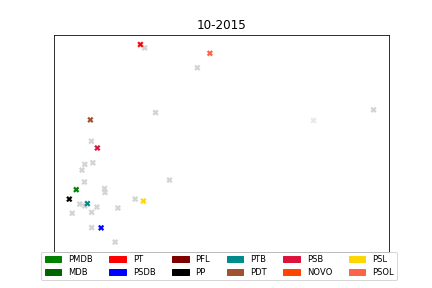 10-2015
PMDB PT PFL PTB PSB PSL
MDB PSDB PP PDT NOVO PSOL